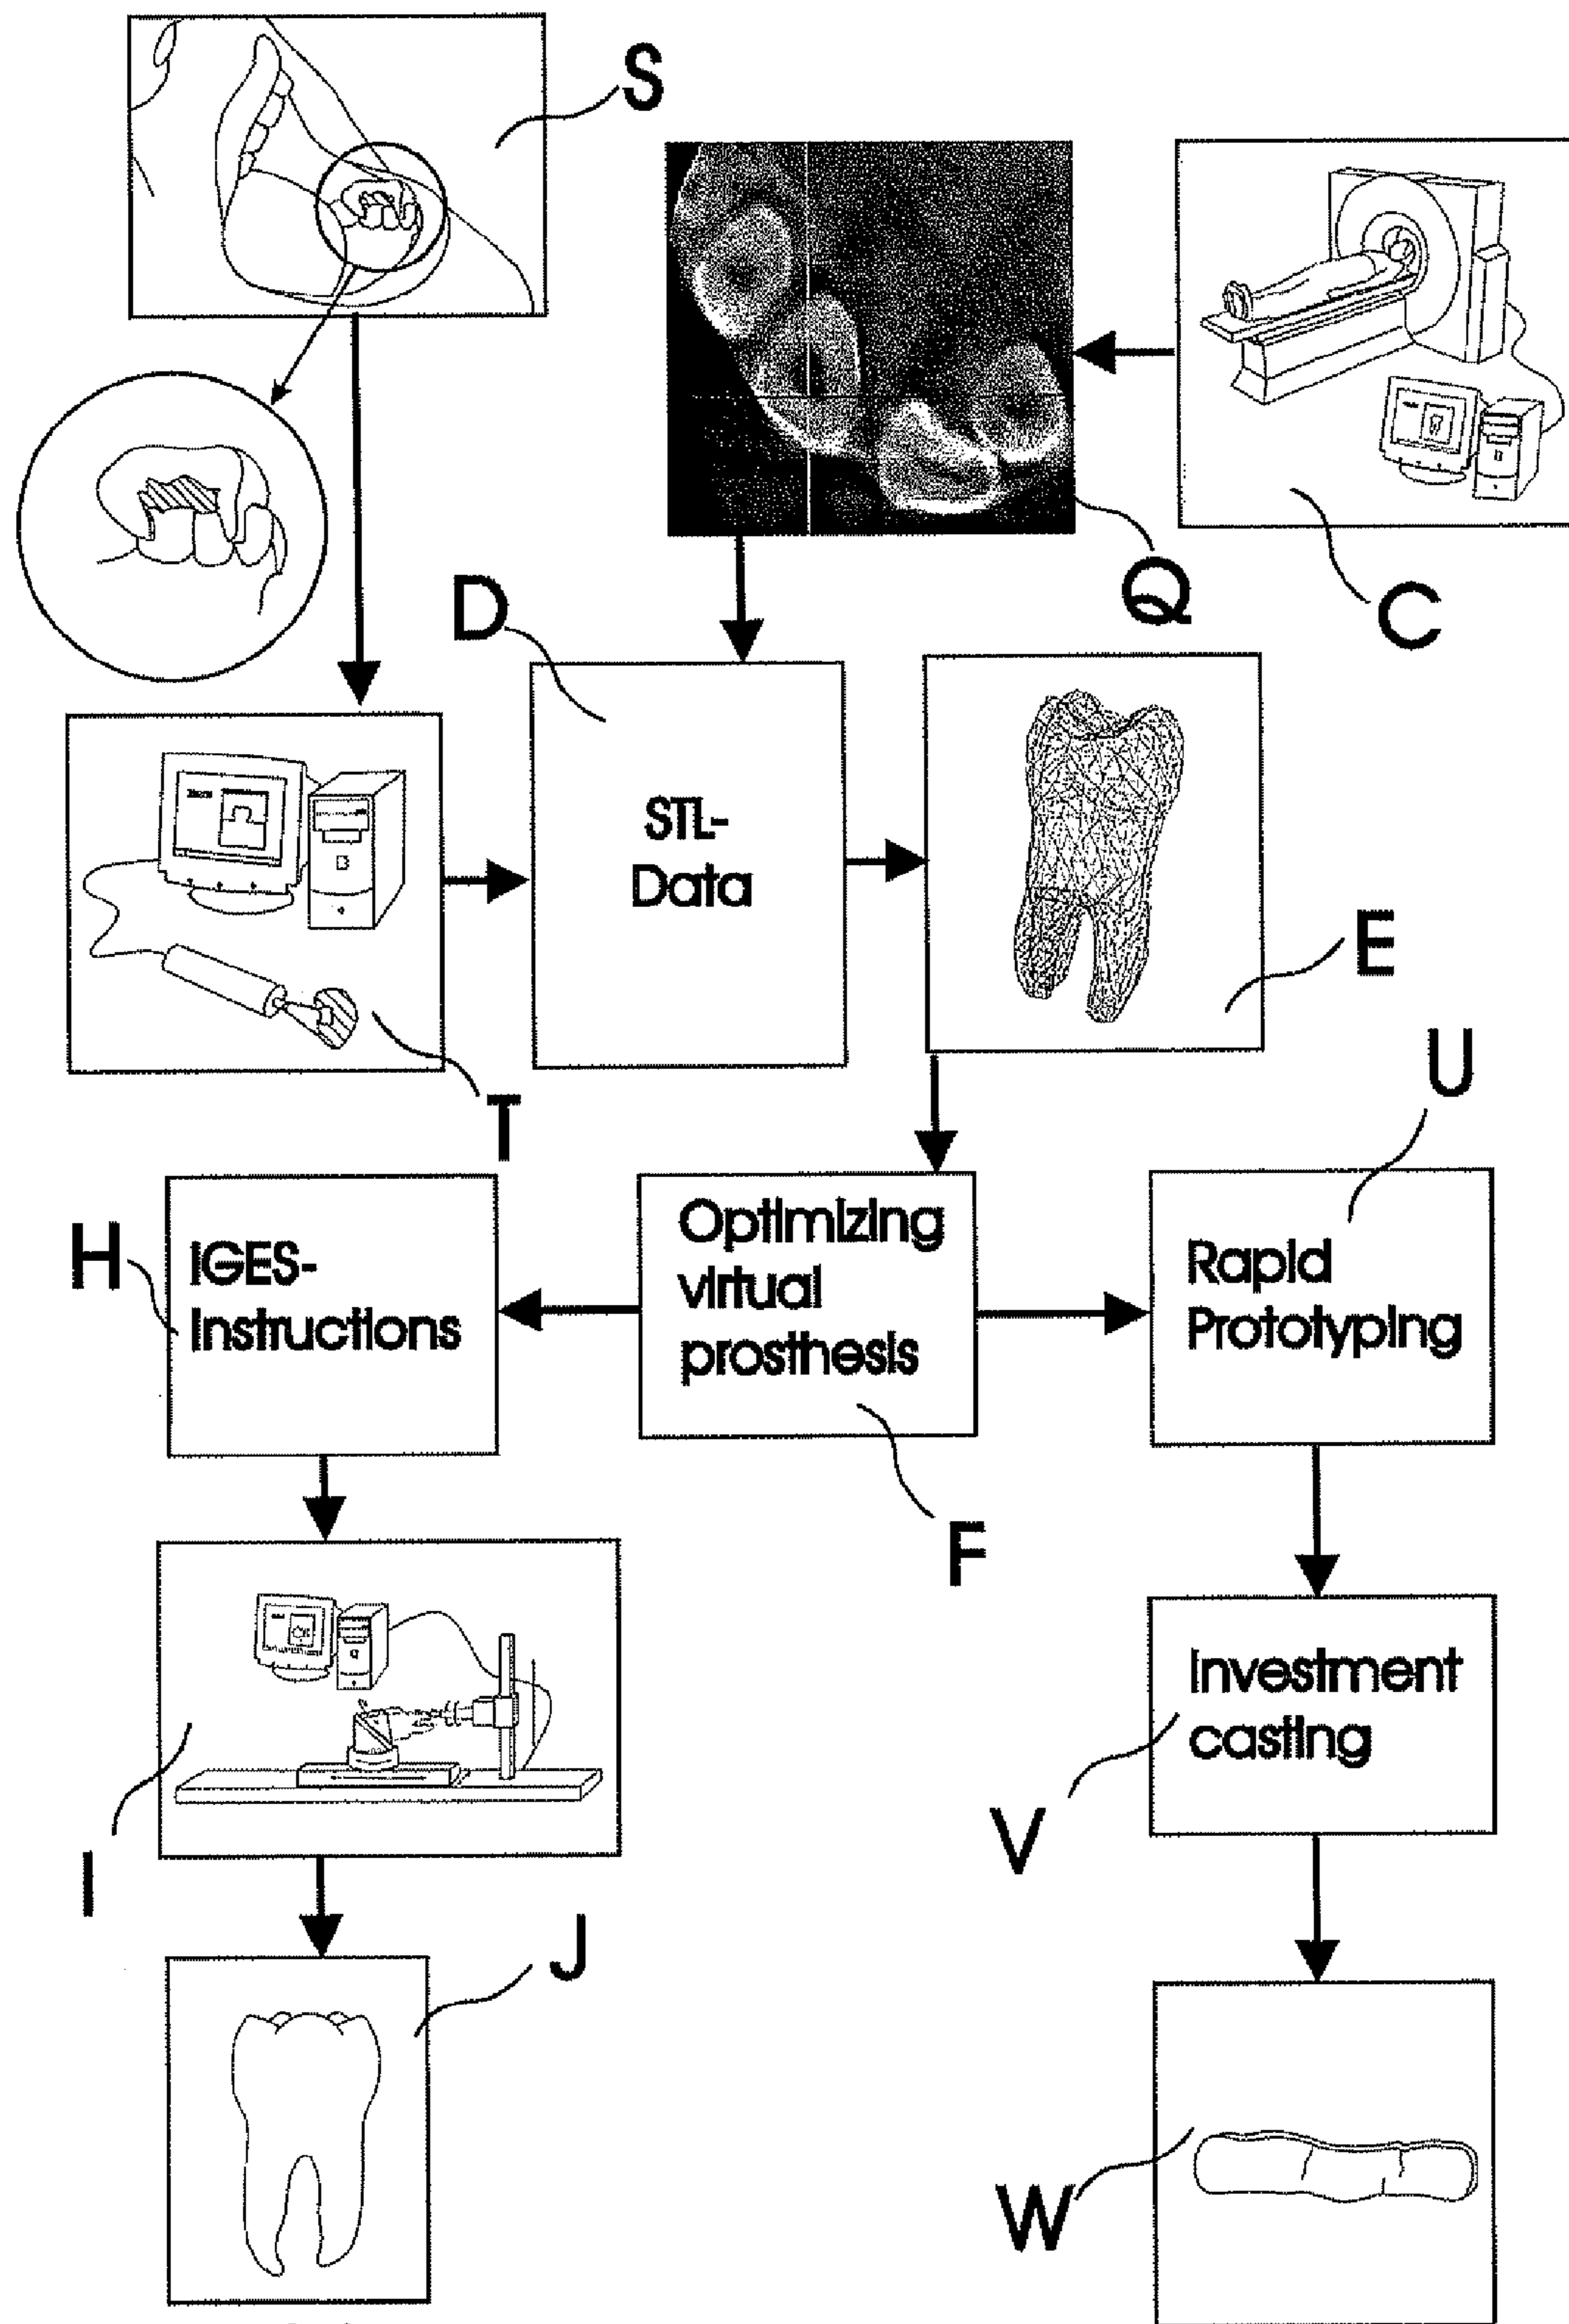 S
Q
C
D
STL-
Data
E
T
U
H
IGES-
Instructions
Optimizing
virtual
prosthesis
Rapid
Prototyping
F
I
Investment
casting
V
J
W